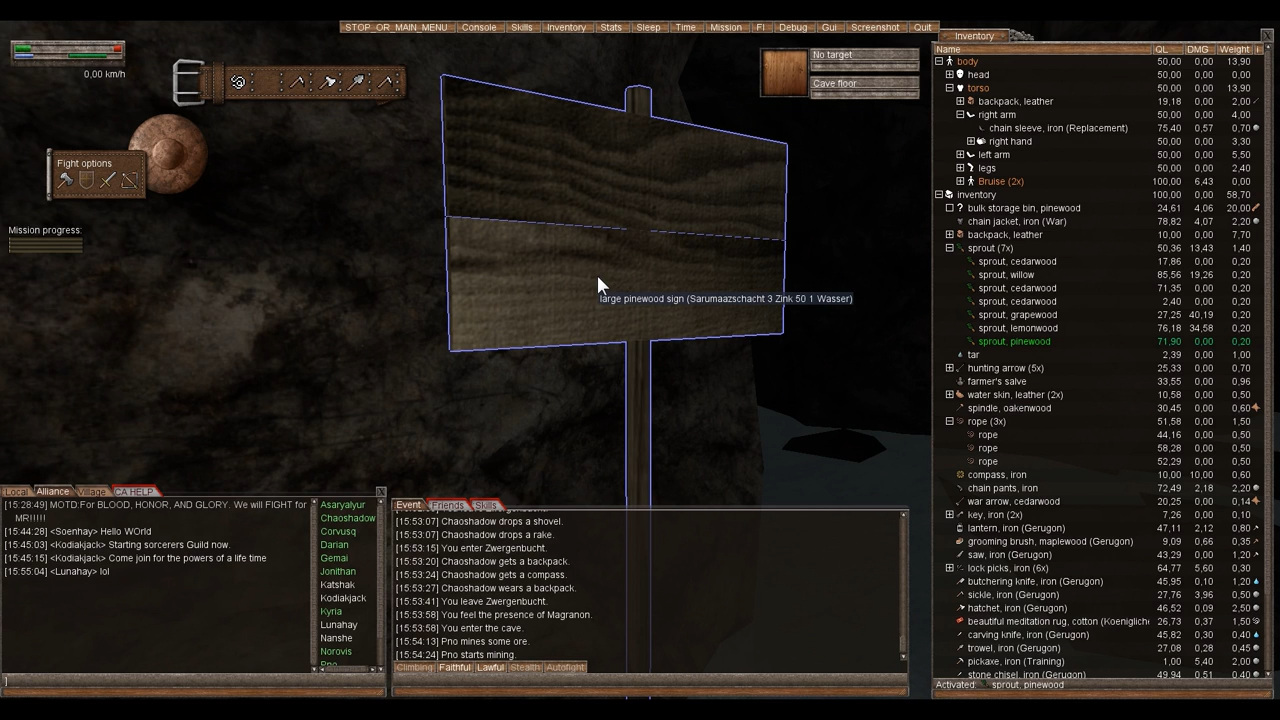 STOP_OR_MAIN_MENU Console Skills Inventory Stats Sleep Time Mission FI Debug Gui Screenshot Quit
0,00 km/h
Fight options
Mission progress:
No target
Cave floor
large pinewood sign (Sarumaazschacht 3 Zink 50 1 Wasser)
Inventory
Name QL DMG Weight
body 50,00 0,00 13,90
head 50,00 0,00 0,00
torso 50,00 0,00 13,90
backpack, leather 19,18 0,00 2,00
right arm 50,00 0,00 4,00
chain sleeve, iron (Replacement) 75,40 0,57 0,70
right hand 50,00 0,00 3,30
left arm 50,00 0,00 5,50
legs 50,00 0,00 2,40
Bruise (2x) 100,00 6,43 0,00
inventory 100,00 0,00 58,70
bulk storage bin, pinewood 24,61 4,06 20,00
chain jacket, iron (War) 78,82 4,07 2,20
backpack, leather 10,00 0,00 7,70
sprout (7x) 50,36 13,43 1,40
sprout, cedarwood 17,86 0,00 0,20
sprout, willow 85,56 19,26 0,20
sprout, cedarwood 71,35 0,00 0,20
sprout, cedarwood 2,40 0,00 0,20
sprout, grapewood 27,25 40,19 0,20
sprout, lemonwood 76,18 34,58 0,20
sprout, pinewood 71,90 0,00 0,20
tar 2,39 0,00 1,00
hunting arrow (5x) 25,33 0,00 0,70
farmer's salve 33,55 0,00 0,96
water skin, leather (2x) 10,58 0,00 0,50
spindle, oakenwood 30,45 0,00 0,60
rope (3x) 51,58 0,00 1,50
rope 44,16 0,00 0,50
rope 58,28 0,00 0,50
rope 52,29 0,00 0,50
compass, iron 10,00 10,00 0,60
chain pants, iron 72,49 2,18 2,20
war arrow, cedarwood 20,25 0,00 0,14
key, iron (2x) 7,26 0,00 0,10
lantern, iron (Gerugon) 47,11 2,12 0,80
grooming brush, maplewood (Gerugon) 9,09 0,66 0,35
saw, iron (Gerugon) 43,29 0,00 1,20
lock picks, iron (6x) 64,77 5,60 0,30
butchering knife, iron (Gerugon) 45,95 0,10 1,20
sickle, iron (Gerugon) 27,76 3,96 0,50
hatchet, iron (Gerugon) 46,52 0,09 2,50
beautiful meditation rug, cotton (Koenigliche 26,73 0,37 1,50
carving knife, iron (Gerugon) 45,82 0,30 0,40
trowel, iron (Gerugon) 27,08 0,28 0,45
pickaxe, iron (Training) 1,00 5,40 2,00
stone chisel, iron (Gerugon) 49,94 0,51 0,40
Activated: sprout, pinewood
Local Alliance Village CA HELP
[15:28:49] MOTD:For BLOOD, HONOR, AND GLORY. We will FIGHT for
MR!!!!!
[15:44:28] <Soenhay> Hello WOrld
[15:45:03] <Kodiakjack> Starting sorcerers Guild now.
[15:45:15] <Kodiakjack> Come join for the powers of a life time
[15:55:04] <Lunahay> lol
Asaryalyur
Chaoshadow
Corvusq
Darian
Gemai
Jonithan
Katshak
Kodiakjack
Kyria
Lunahay
Nanshe
Norovis
Pno
Event Friends Skills
[15:53:07] Chaoshadow drops a shovel.
[15:53:07] Chaoshadow drops a rake.
[15:53:15] You enter Zwergenbucht.
[15:53:20] Chaoshadow gets a backpack.
[15:53:24] Chaoshadow gets a compass.
[15:53:27] Chaoshadow wears a backpack.
[15:53:41] You leave Zwergenbucht.
[15:53:58] You feel the presence of Magranon.
[15:53:58] You enter the cave.
[15:54:13] Pno mines some ore.
[15:54:24] Pno starts mining.
Climbing Faithful Lawful Stealth Autofight
]